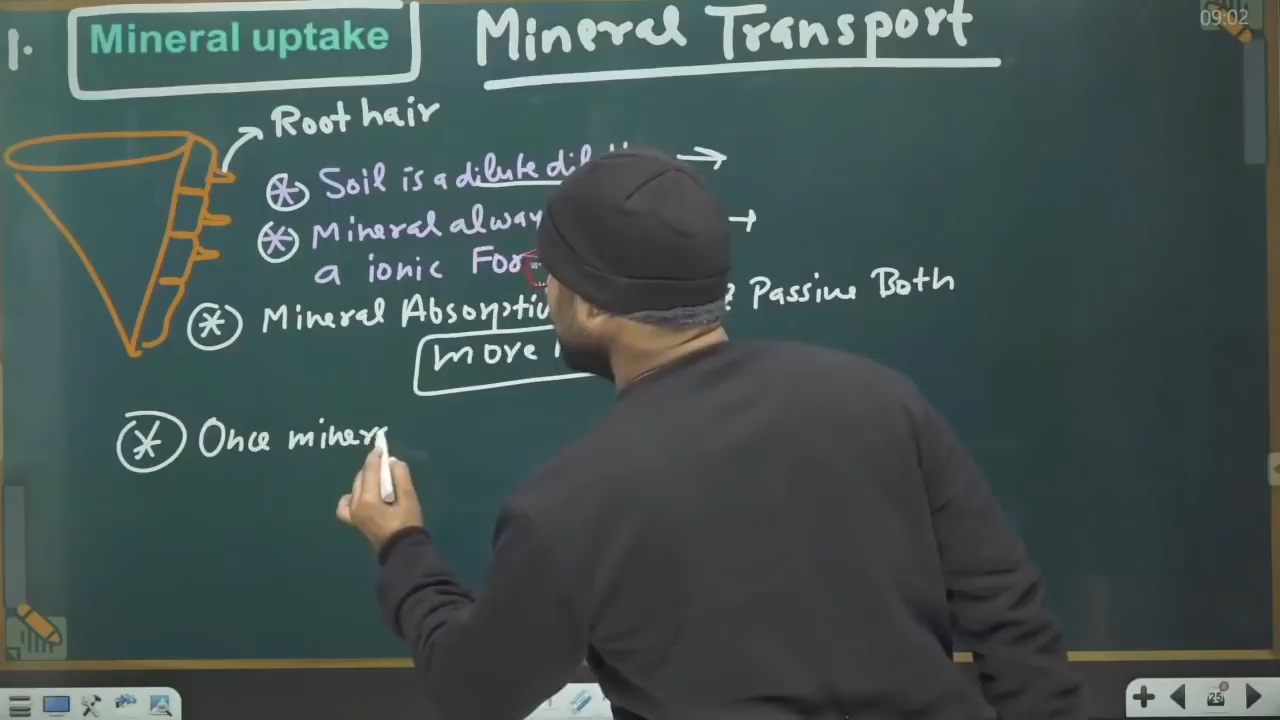 09:02
1.
Mineral uptake
Mineral Transport
Root hair
Soil is a dilute
Mineral alway
a ionic For
Mineral Absorptio
? Passive Both
more
Once miner
25